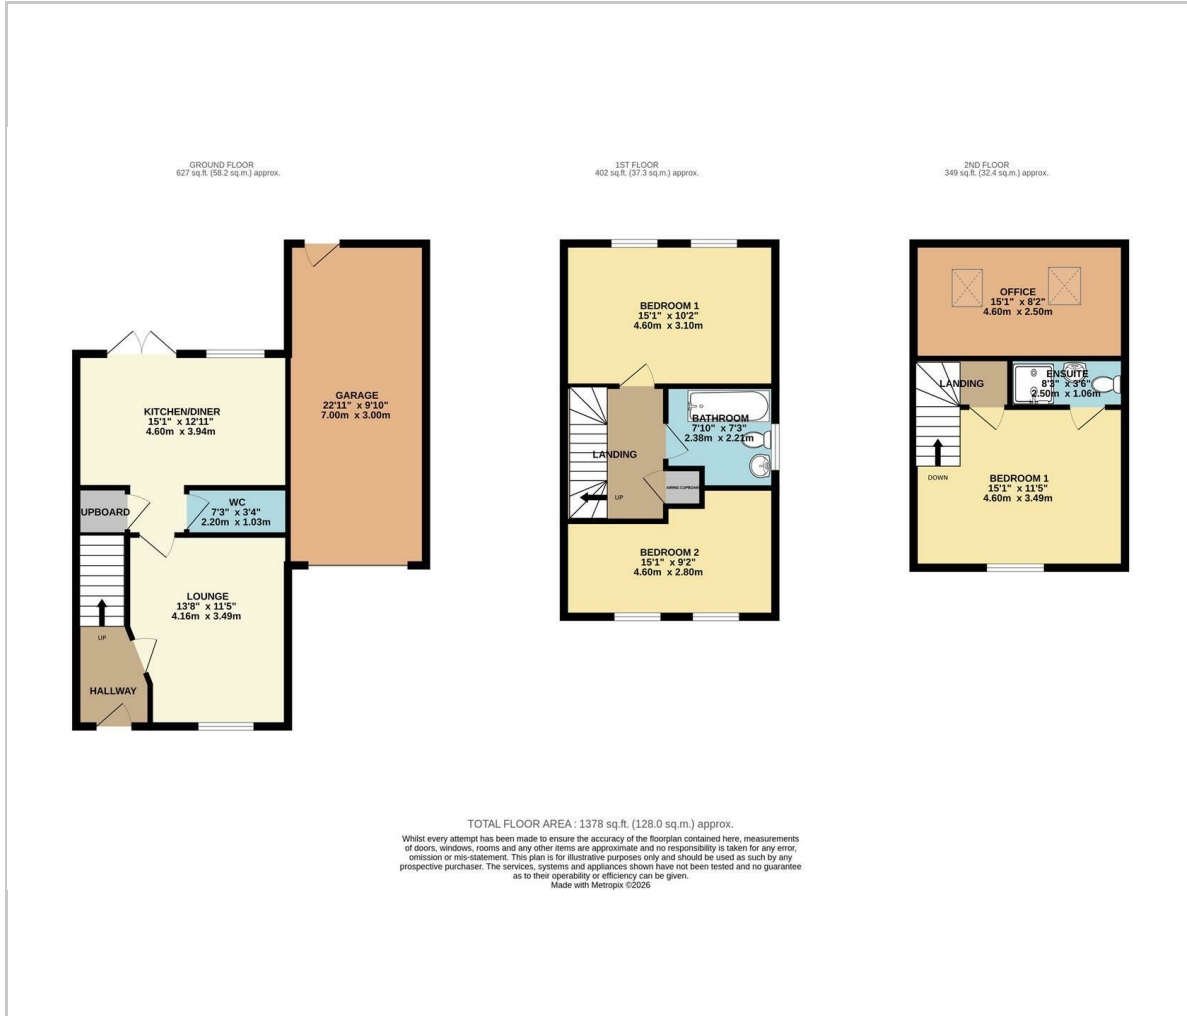 GROUND FLOOR
627 sq.ft. (58.2 sq.m.) approx.
1ST FLOOR
402 sq.ft. (37.3 sq.m.) approx.
2ND FLOOR
349 sq.ft. (32.4 sq.m.) approx.
KITCHEN/DINER
15'1" x 12'11"
4.60m x 3.94m
UPBOARD
WC
7'3" x 3'4"
2.20m x 1.03m
LOUNGE
13'8" x 11'5"
4.16m x 3.49m
UP
HALLWAY
GARAGE
22'11" x 9'10"
7.00m x 3.00m
BEDROOM 1
15'1" x 10'2"
4.60m x 3.10m
BATHROOM
7'10" x 7'3"
2.38m x 2.21m
LANDING
UP
AIRING CUPBOARD
BEDROOM 2
15'1" x 9'2"
4.60m x 2.80m
OFFICE
15'1" x 8'2"
4.60m x 2.50m
LANDING
ENSUITE
8'3" x 3'6"
2.50m x 1.06m
DOWN
BEDROOM 1
15'1" x 11'5"
4.60m x 3.49m
TOTAL FLOOR AREA : 1378 sq.ft. (128.0 sq.m.) approx.
Whilst every attempt has been made to ensure the accuracy of the floorplan contained here, measurements
of doors, windows, rooms and any other items are approximate and no responsibility is taken for any error,
omission or mis-statement. This plan is for illustrative purposes only and should be used as such by any
prospective purchaser. The services, systems and appliances shown have not been tested and no guarantee
as to their operability or efficiency can be given.
Made with Metropix ©2026